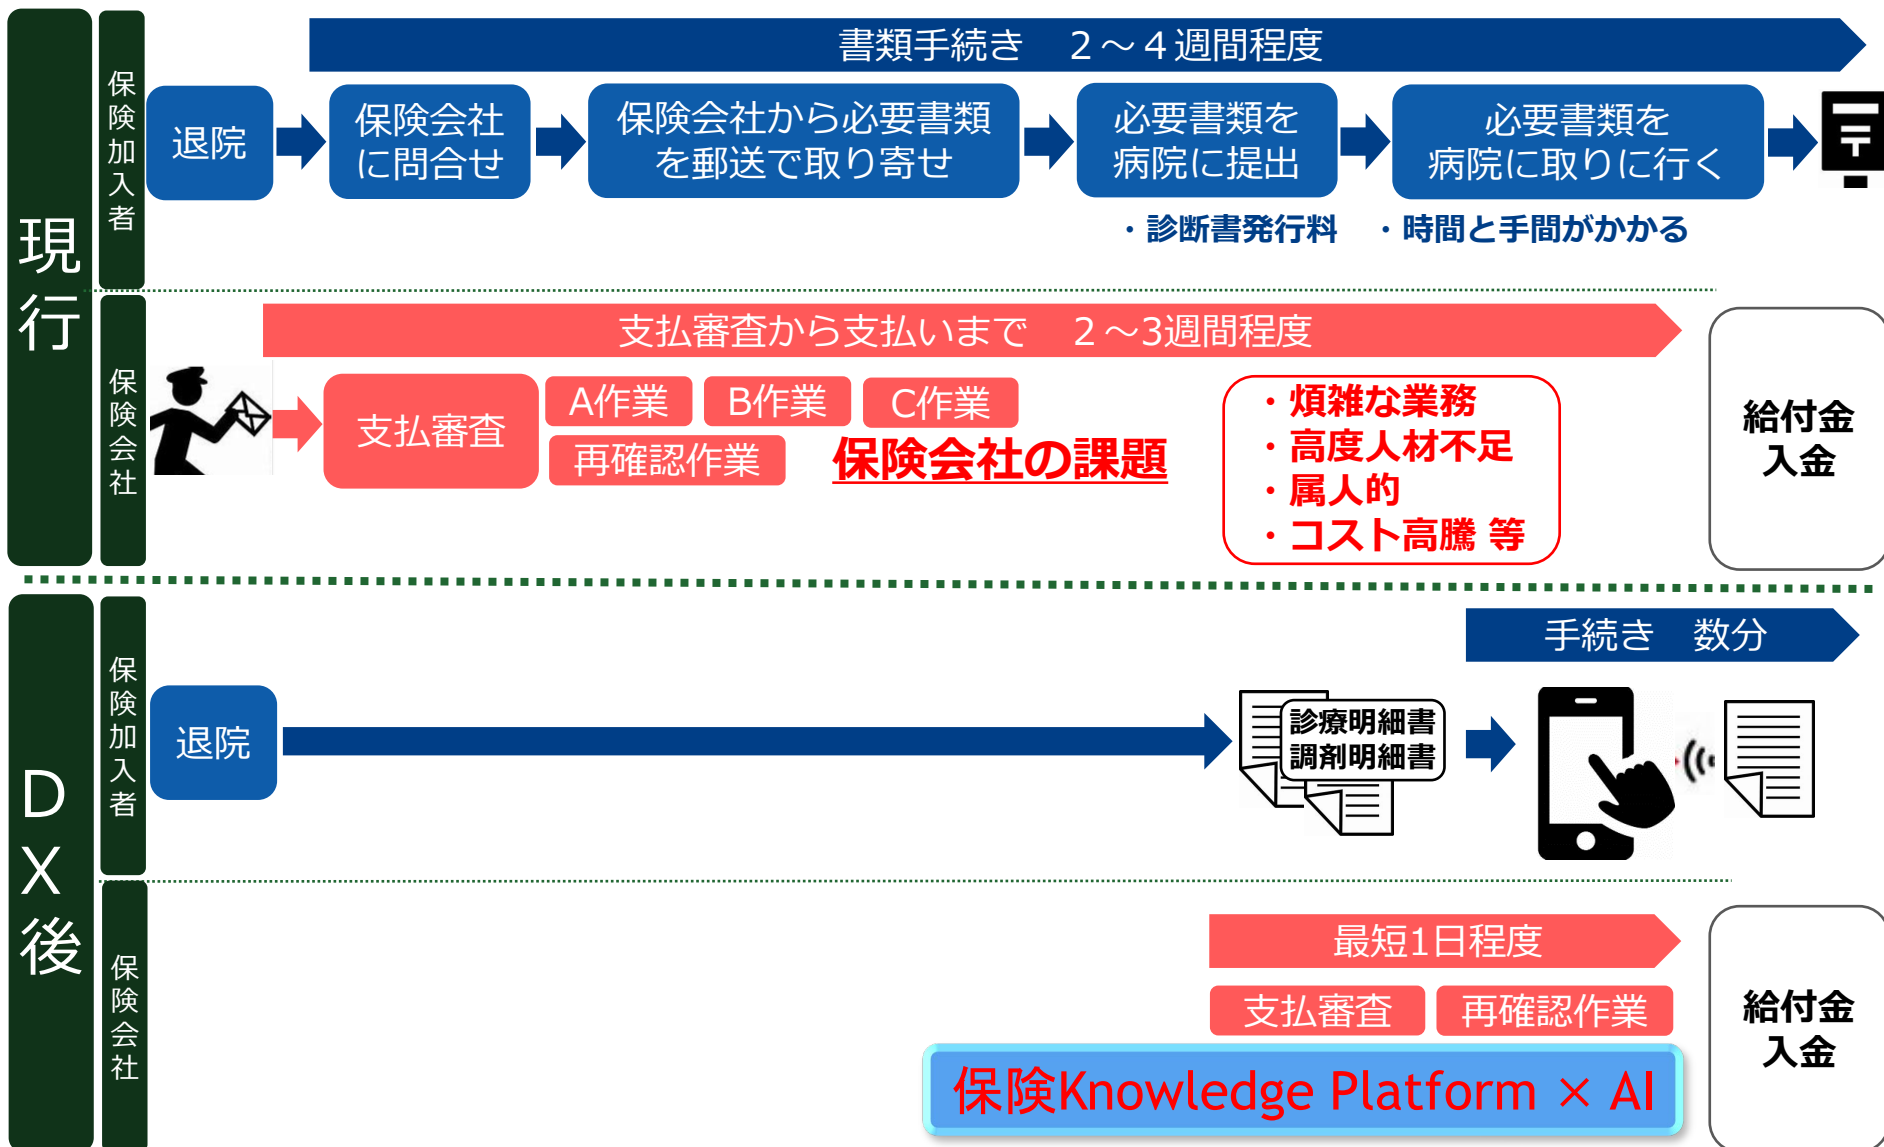 現行
保険加入者
書類手続き　２～４週間程度
退院
保険会社
に問合せ
保険会社から必要書類
を郵送で取り寄せ
必要書類を
病院に提出
必要書類を
病院に取りに行く
〒
・診断書発行料
・時間と手間がかかる
保険会社
支払審査から支払いまで　２～3週間程度
支払審査
A作業
B作業
C作業
再確認作業
保険会社の課題
・煩雑な業務
・高度人材不足
・属人的
・コスト高騰 等
給付金
入金
DX後
保険加入者
手続き　数分
退院
診療明細書
調剤明細書
保険会社
最短1日程度
支払審査
再確認作業
保険Knowledge Platform × AI
給付金
入金